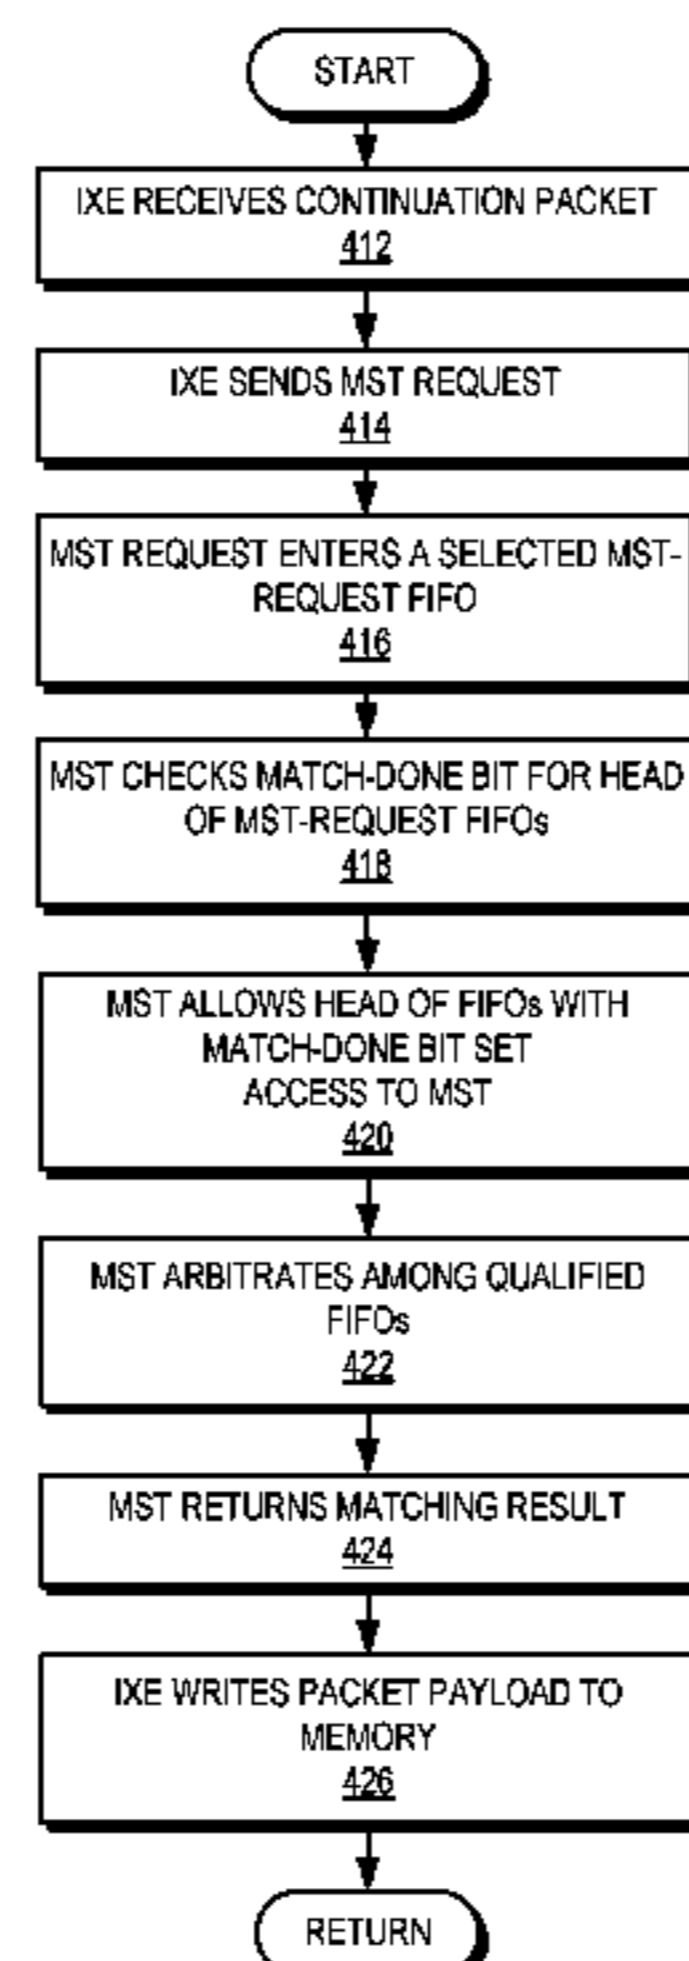 START
IXE RECEIVES CONTINUATION PACKET
412
IXE SENDS MST REQUEST
414
MST REQUEST ENTERS A SELECTED MST-
REQUEST FIFO
416
MST CHECKS MATCH-DONE BIT FOR HEAD
OF MST-REQUEST FIFOs
418
MST ALLOWS HEAD OF FIFOs WITH
MATCH-DONE BIT SET
ACCESS TO MST
420
MST ARBITRATES AMONG QUALIFIED
FIFOs
422
MST RETURNS MATCHING RESULT
424
IXE WRITES PACKET PAYLOAD TO
MEMORY
426
RETURN